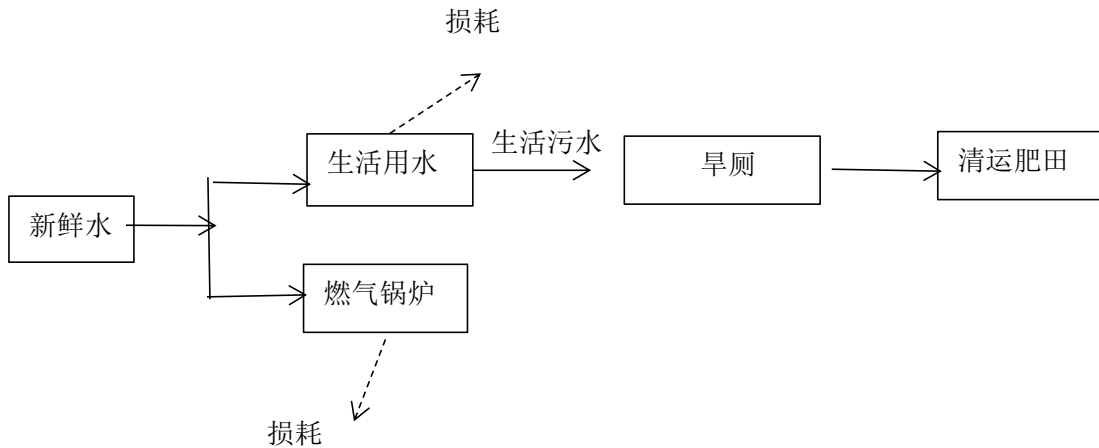 损耗
生活用水
生活污水
旱厕
清运肥田
新鲜水
燃气锅炉
损耗